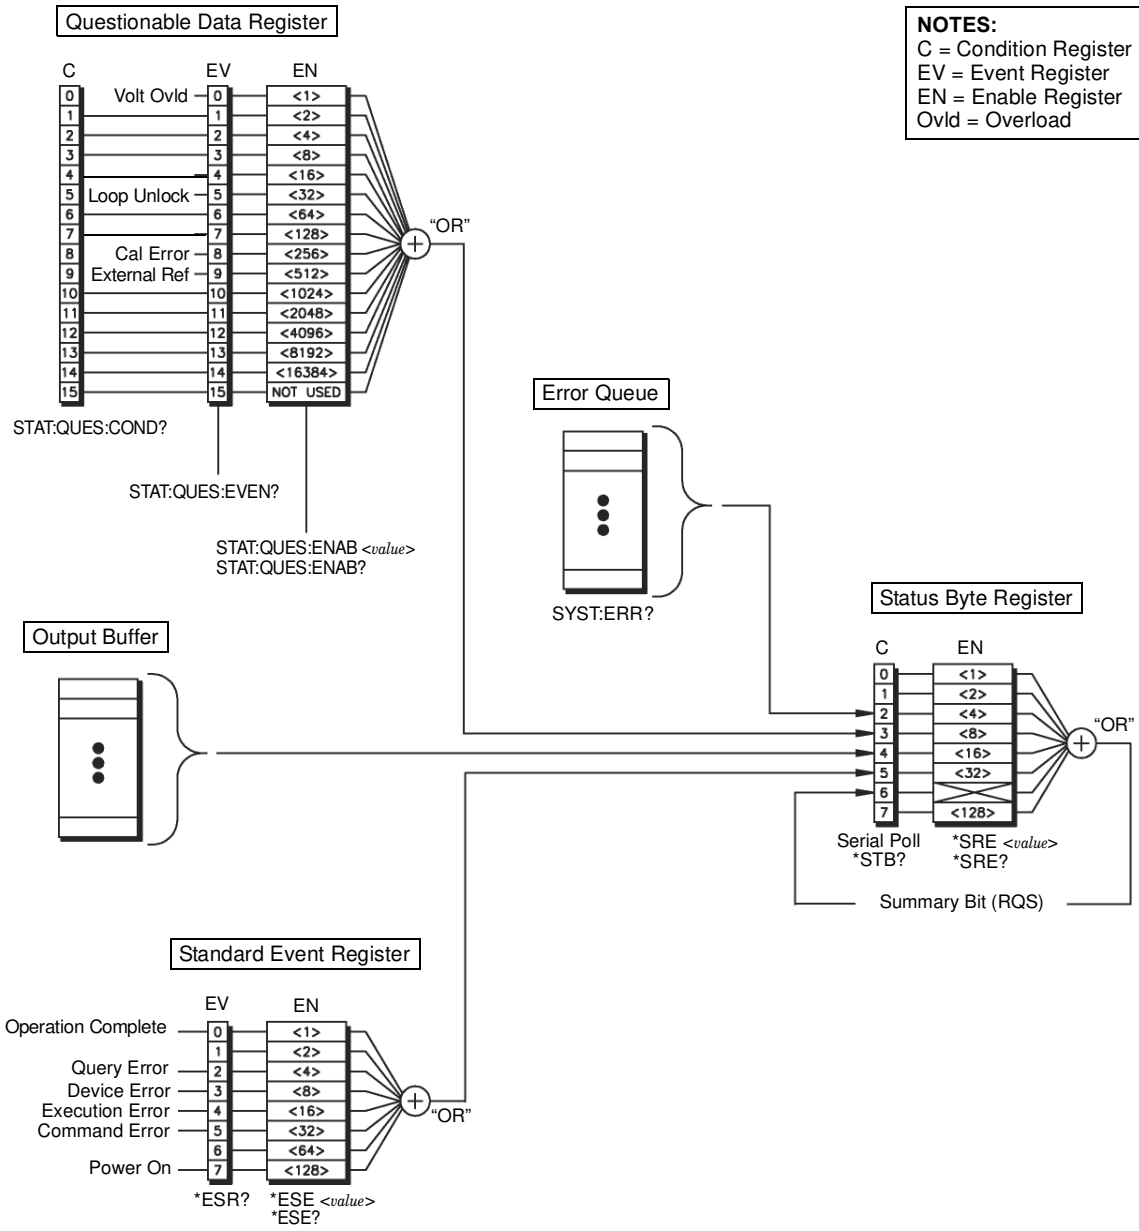 Questionable Data Register
NOTES:
C = Condition Register
EV = Event Register
EN = Enable Register
Ovld = Overload
C EV EN
0 Volt Ovld 0 <1>
1 1 <2>
2 2 <4>
3 3 <8>
4 4 <16>
5 Loop Unlock 5 <32>
6 6 <64>
7 7 <128>
8 Cal Error 8 <256>
9 External Ref 9 <512>
10 10 <1024>
11 11 <2048>
12 12 <4096>
13 13 <8192>
14 14 <16384>
15 15 NOT USED
“OR”
STAT:QUES:COND?
STAT:QUES:EVEN?
STAT:QUES:ENAB <value>
STAT:QUES:ENAB?
Error Queue
SYST:ERR?
Output Buffer
Status Byte Register
C EN
0 <1>
1 <2>
2 <4>
3 <8>
4 <16>
5 <32>
6
7 <128>
“OR”
Serial Poll
*STB?
*SRE <value>
*SRE?
Summary Bit (RQS)
Standard Event Register
EV EN
Operation Complete 0 <1>
1 <2>
Query Error 2 <4>
Device Error 3 <8>
Execution Error 4 <16>
Command Error 5 <32>
6 <64>
Power On 7 <128>
“OR”
*ESR?
*ESE <value>
*ESE?